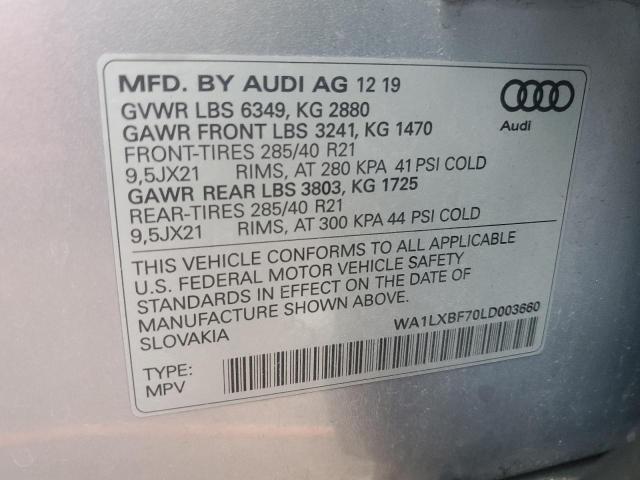 MFD. BY AUDI AG 12 19
GVWR LBS 6349, KG 2880
GAWR FRONT LBS 3241, KG 1470
FRONT-TIRES 285/40 R21
9,5JX21 RIMS, AT 280 KPA 41 PSI COLD
GAWR REAR LBS 3803, KG 1725
REAR-TIRES 285/40 R21
9,5JX21 RIMS, AT 300 KPA 44 PSI COLD
Audi
THIS VEHICLE CONFORMS TO ALL APPLICABLE
U.S. FEDERAL MOTOR VEHICLE SAFETY
STANDARDS IN EFFECT ON THE DATE OF
MANUFACTURE SHOWN ABOVE.
SLOVAKIA
WA1LXBF70LD003660
TYPE:
MPV